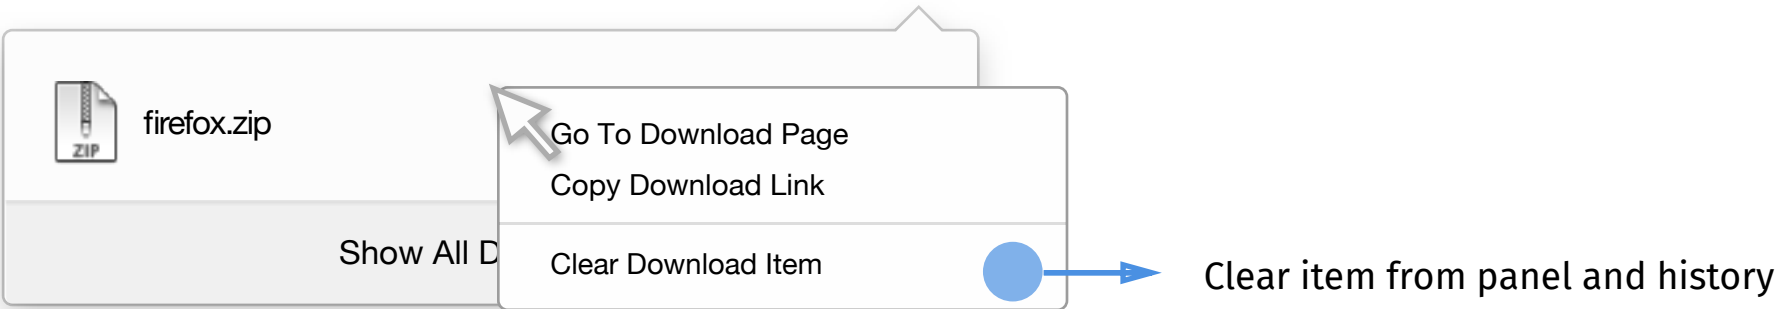 firefox.zip
ZIP
Go To Download Page
Copy Download Link
Show All D
Clear Download Item
Clear item from panel and history